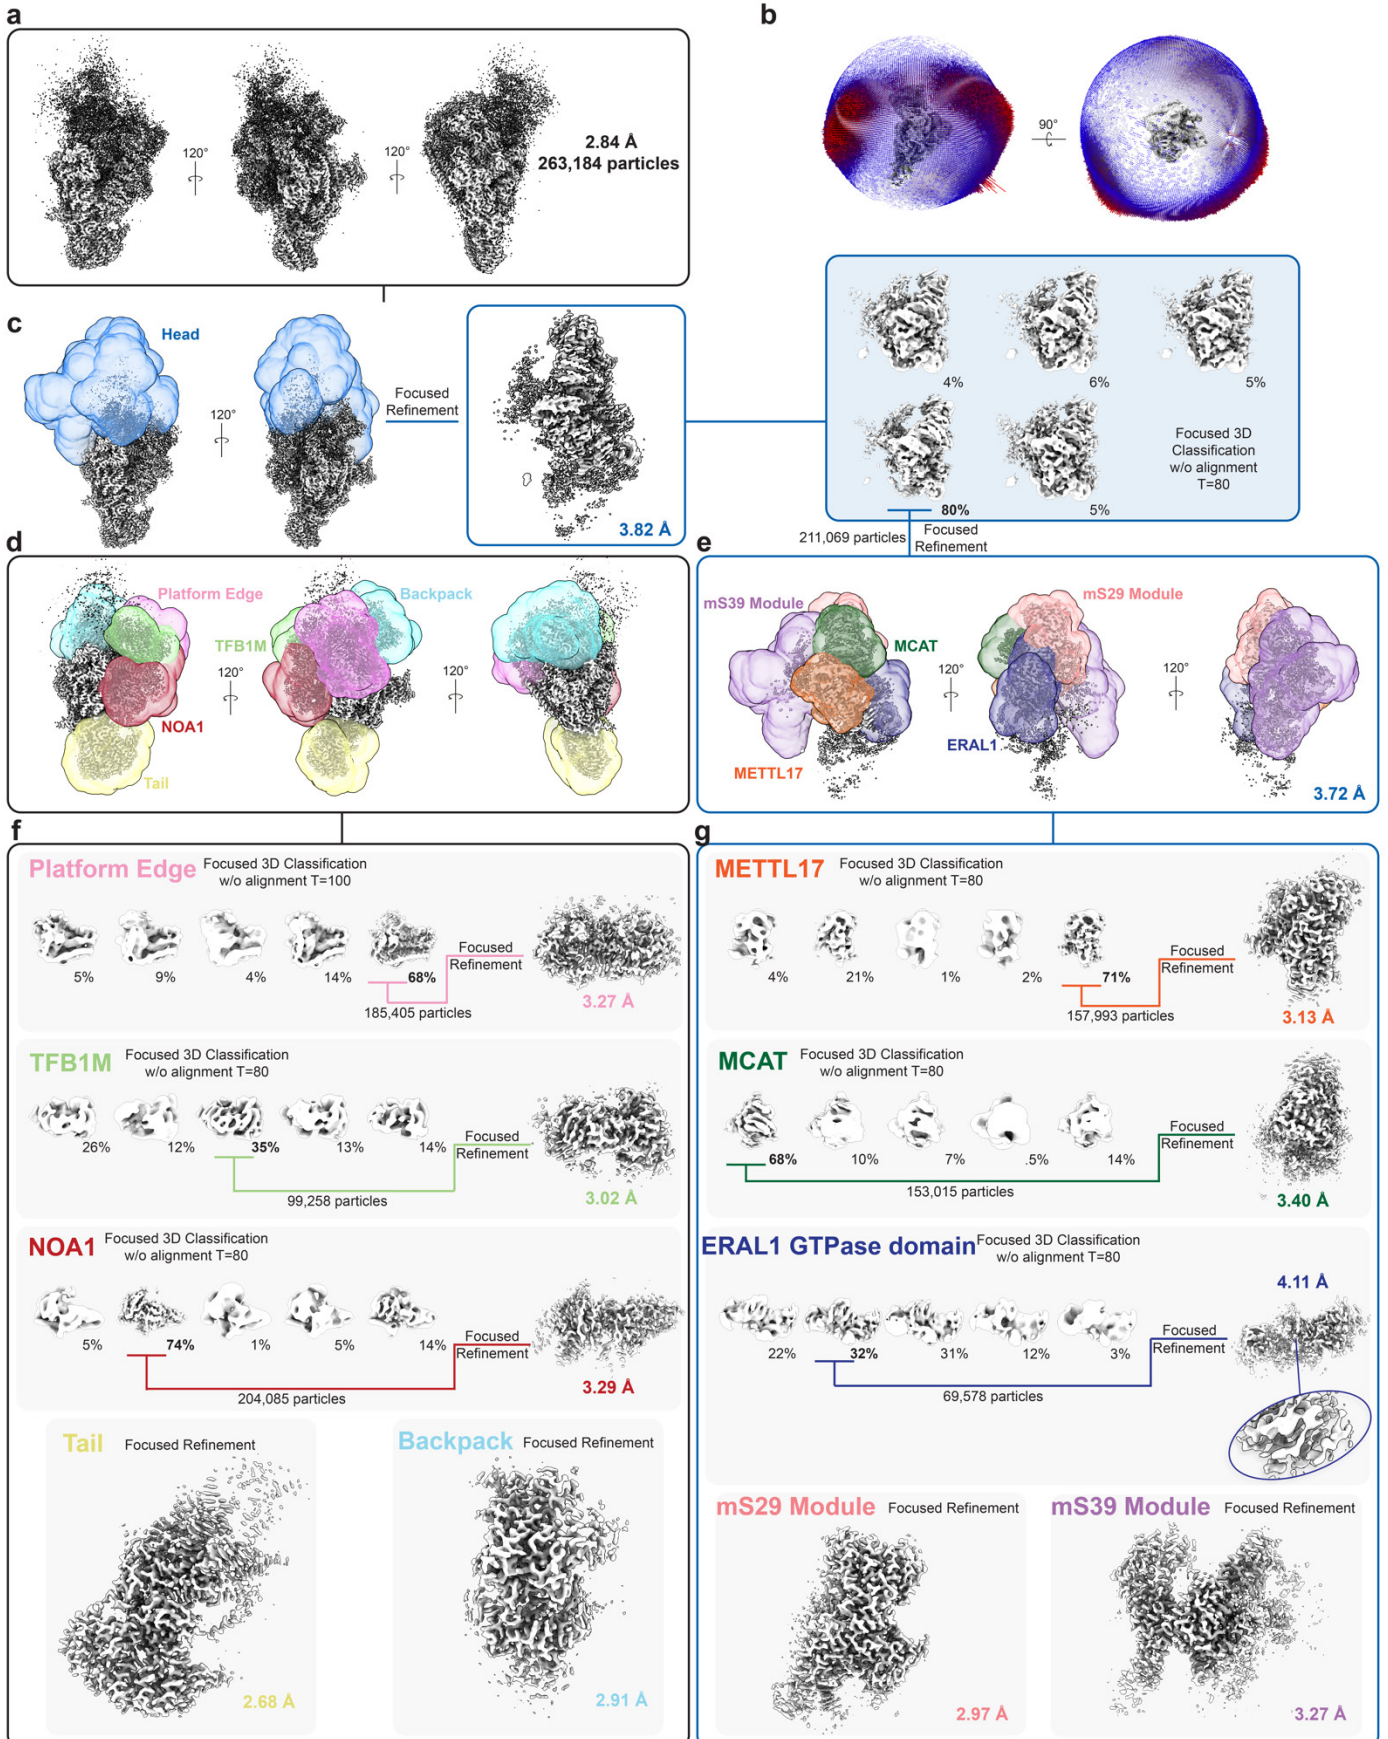 a
120°
120°
2.84 Å
263,184 particles
b
90°
c
Head
120°
Focused
Refinement
3.82 Å
4%
6%
5%
80%
5%
Focused 3D
Classification
w/o alignment
T=80
211,069 particles
Focused
Refinement
d
Platform Edge
Backpack
TFB1M
120°
120°
NOA1
Tail
e
mS39 Module
mS29 Module
MCAT
120°
120°
ERAL1
METTL17
3.72 Å
f
Platform Edge
Focused 3D Classification
w/o alignment T=100
5%
9%
4%
14%
68%
Focused
Refinement
185,405 particles
3.27 Å
TFB1M
Focused 3D Classification
w/o alignment T=80
26%
12%
35%
13%
14%
Focused
Refinement
99,258 particles
3.02 Å
NOA1
Focused 3D Classification
w/o alignment T=80
5%
74%
1%
5%
14%
Focused
Refinement
204,085 particles
3.29 Å
Tail
Focused Refinement
2.68 Å
Backpack
Focused Refinement
2.91 Å
g
METTL17
Focused 3D Classification
w/o alignment T=80
4%
21%
1%
2%
71%
Focused
Refinement
157,993 particles
3.13 Å
MCAT
Focused 3D Classification
w/o alignment T=80
68%
10%
7%
.5%
14%
Focused
Refinement
153,015 particles
3.40 Å
ERAL1 GTPase domain
Focused 3D Classification
w/o alignment T=80
4.11 Å
22%
32%
31%
12%
3%
Focused
Refinement
69,578 particles
mS29 Module
Focused Refinement
2.97 Å
mS39 Module
Focused Refinement
3.27 Å